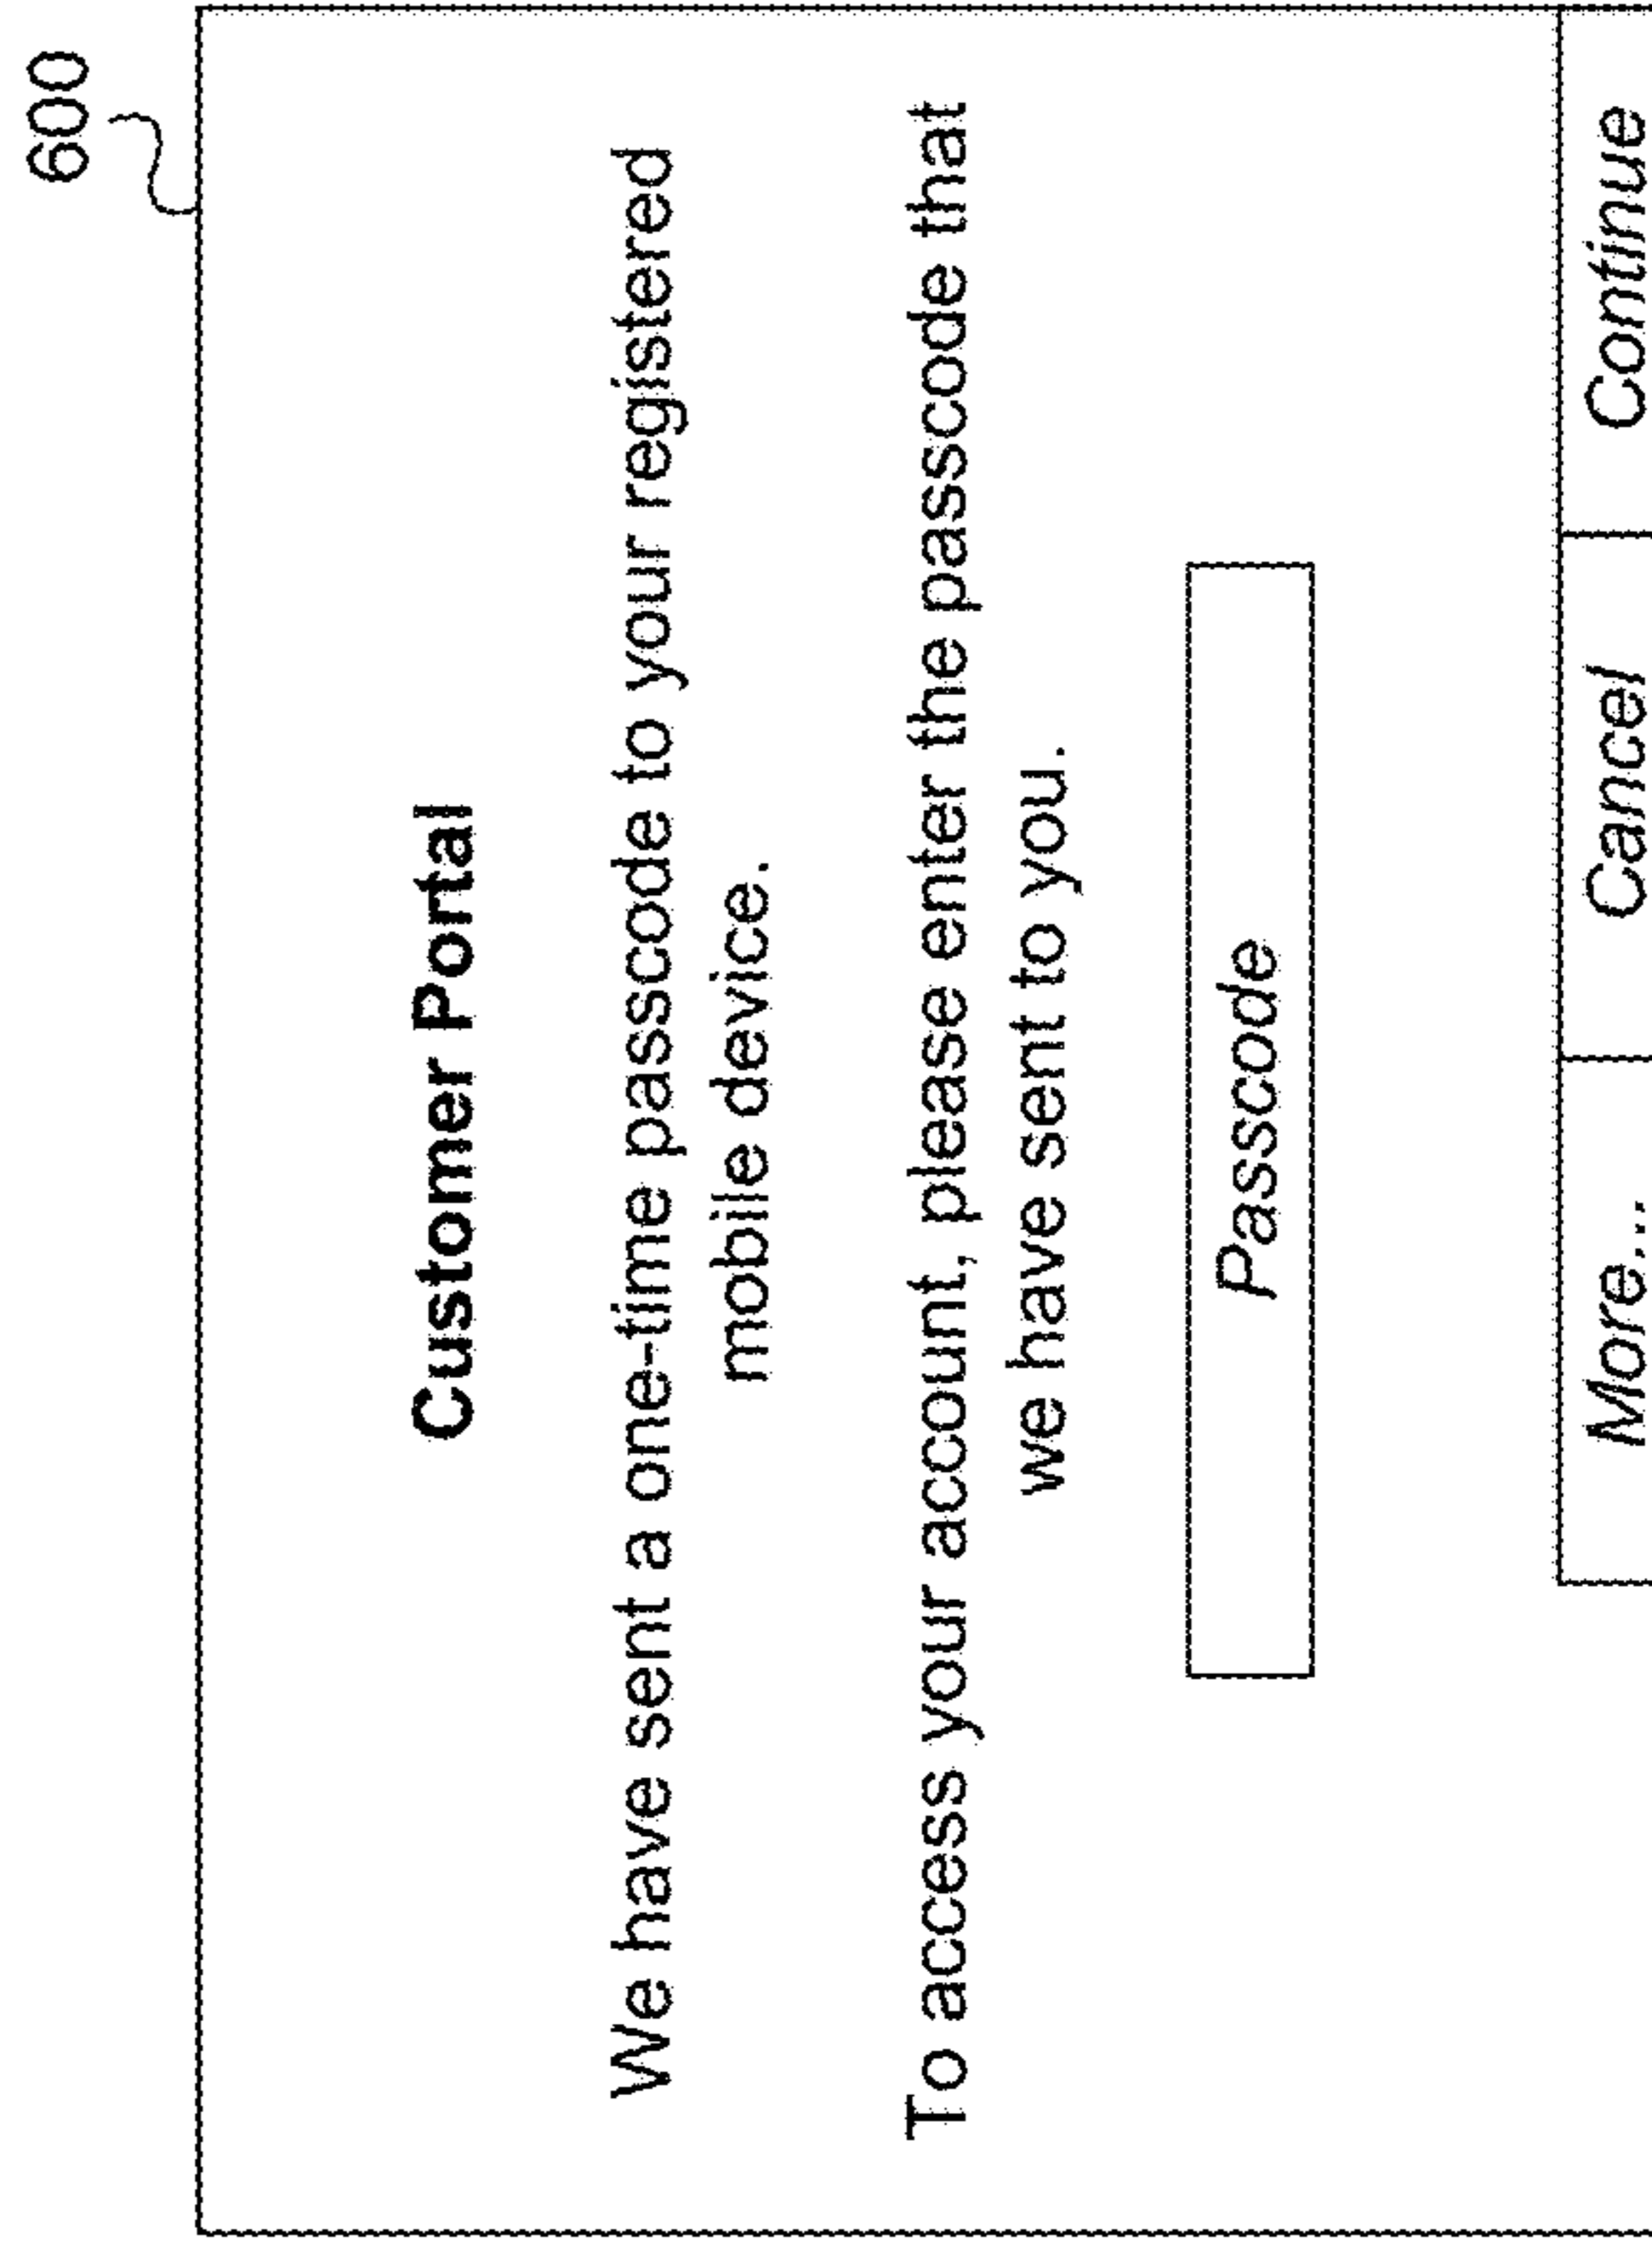 600
Customer Portal
We have sent a one-time passcode to your registered
mobile device.
To access your account, please enter the passcode that
we have sent to you.
Passcode
More... Cancel Continue